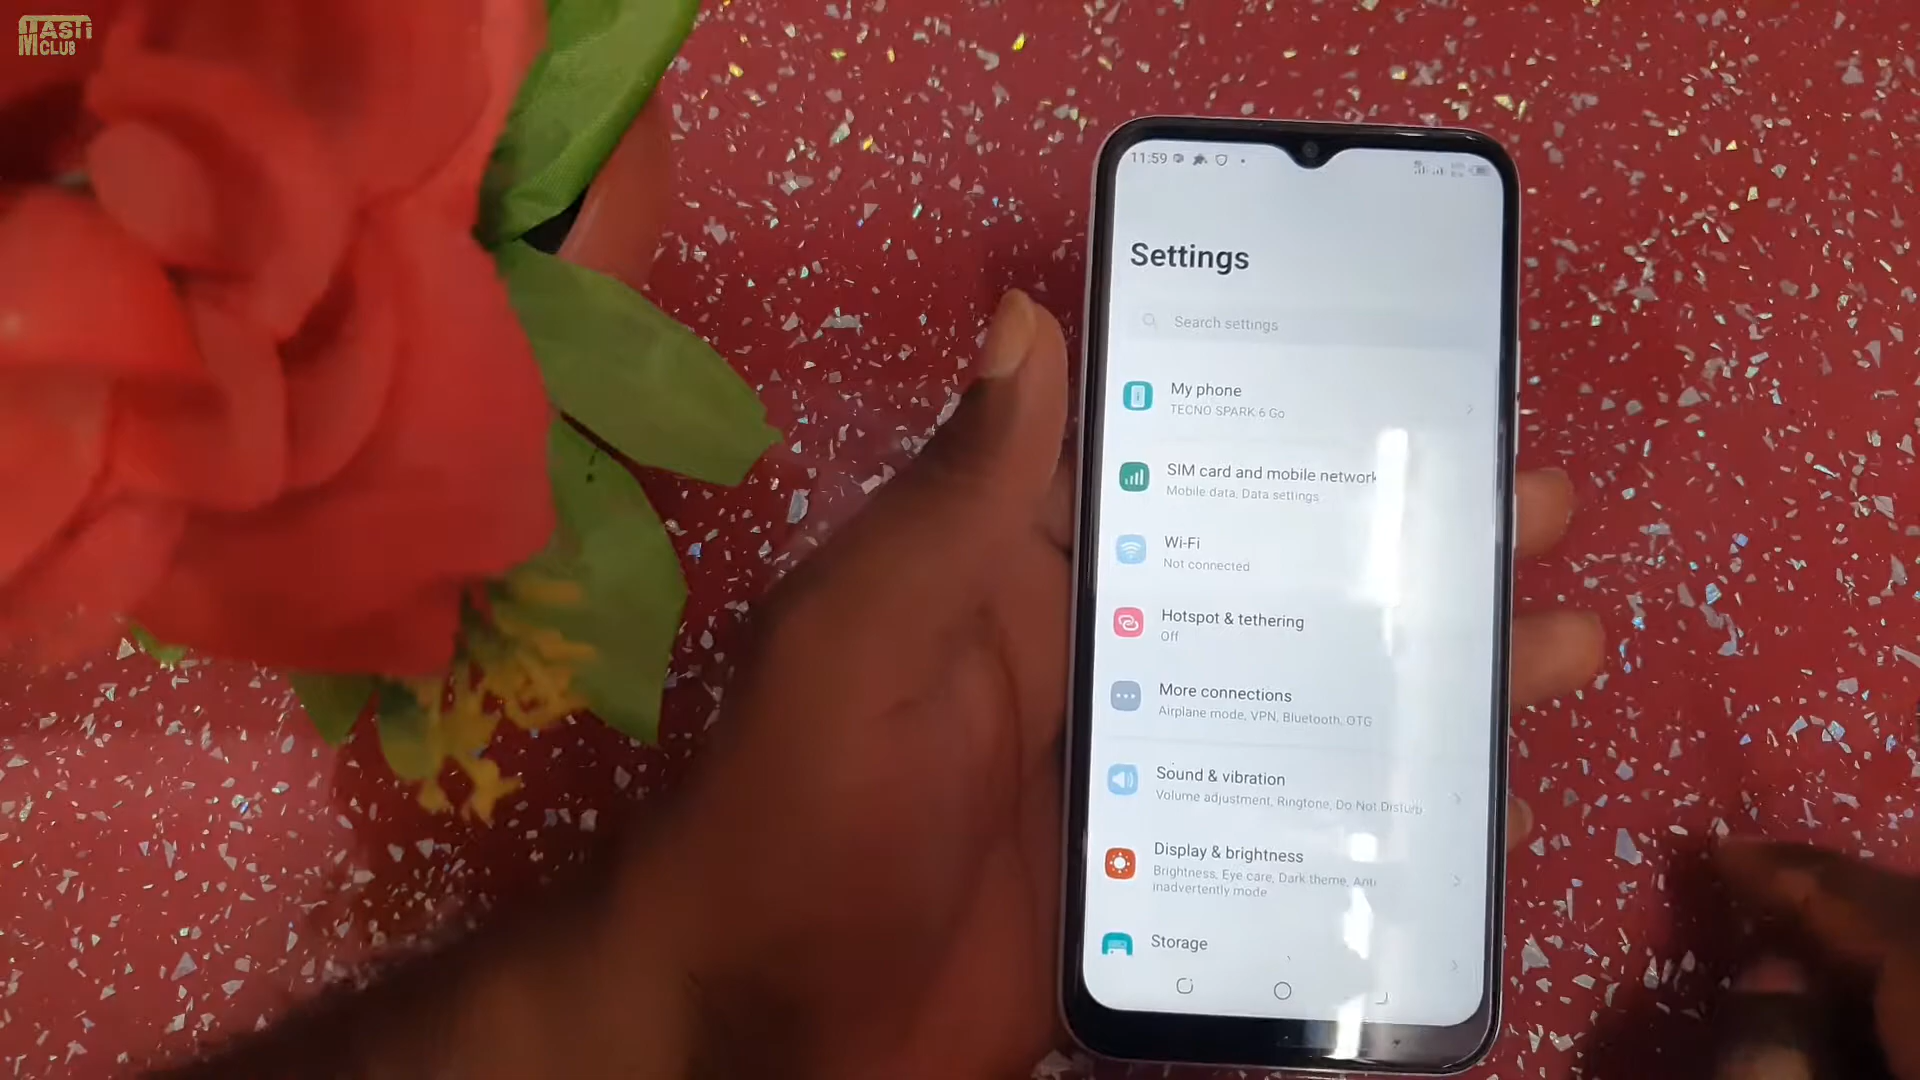 MASTI
CLUB
11:59
Settings
Search settings
My phone
TECNO SPARK 6 Go
SIM card and mobile network
Mobile data, Data settings
Wi-Fi
Not connected
Hotspot & tethering
Off
More connections
Airplane mode, VPN, Bluetooth, OTG
Sound & vibration
Volume adjustment, Ringtone, Do Not Disturb
Display & brightness
Brightness, Eye care, Dark theme, Anti
inadvertently mode
Storage